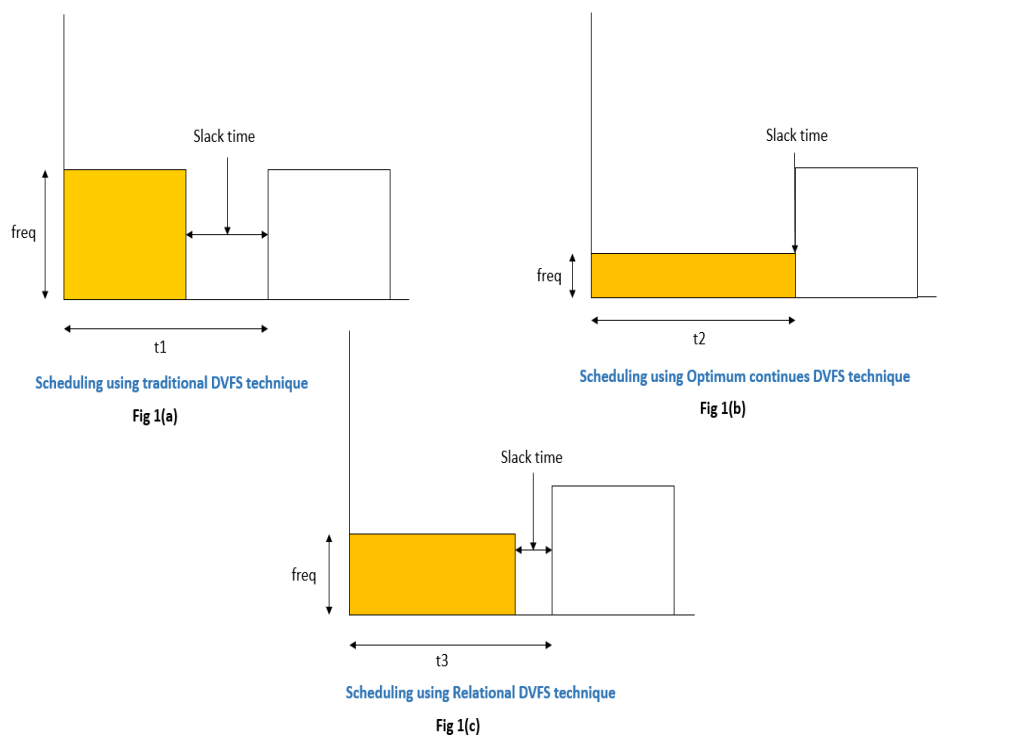 Slack time
freq
t1
Scheduling using traditional DVFS technique
Fig 1(a)
Slack time
freq
t2
Scheduling using Optimum continues DVFS technique
Fig 1(b)
Slack time
freq
t3
Scheduling using Relational DVFS technique
Fig 1(c)